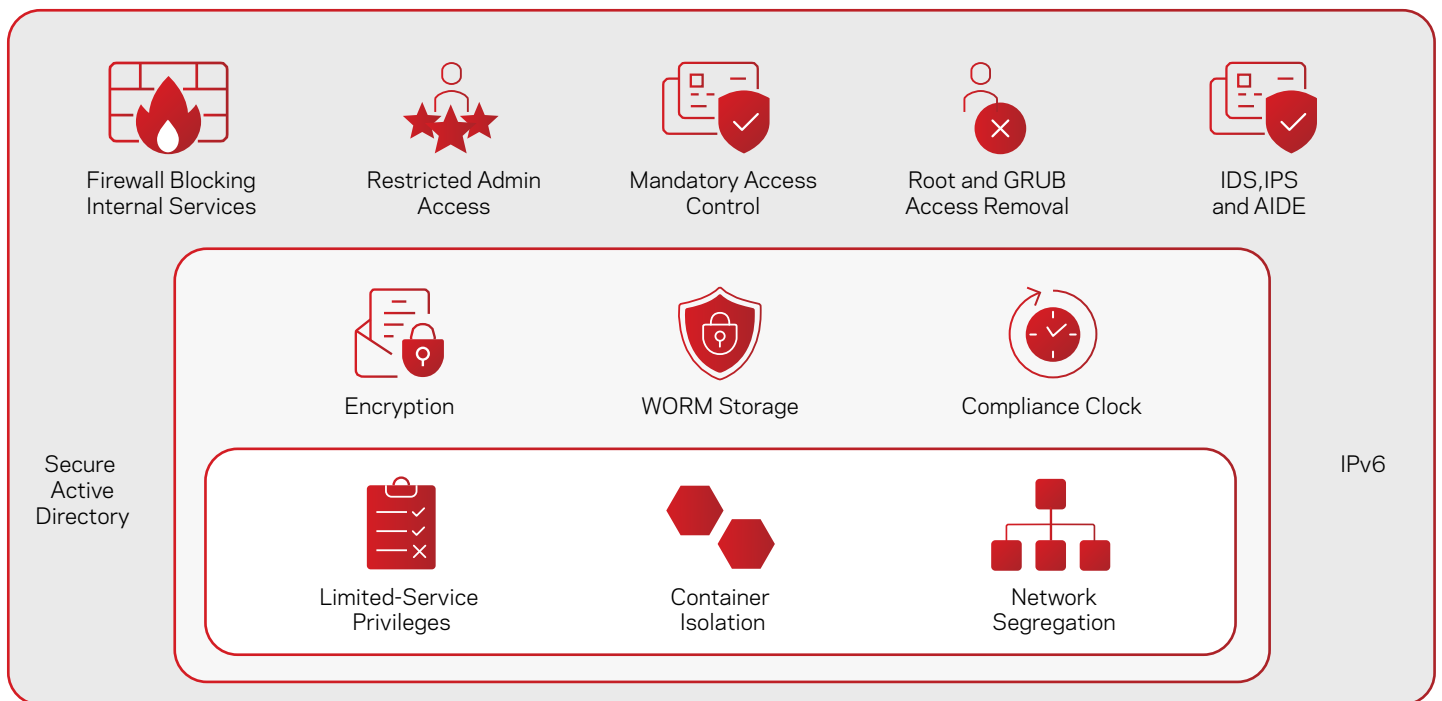 Firewall Blocking
Internal Services
Restricted Admin
Access
Mandatory Access
Control
Root and GRUB
Access Removal
IDS,IPS
and AIDE
Encryption
WORM Storage
Compliance Clock
Secure
Active
Directory
IPv6
Limited-Service
Privileges
Container
Isolation
Network
Segregation